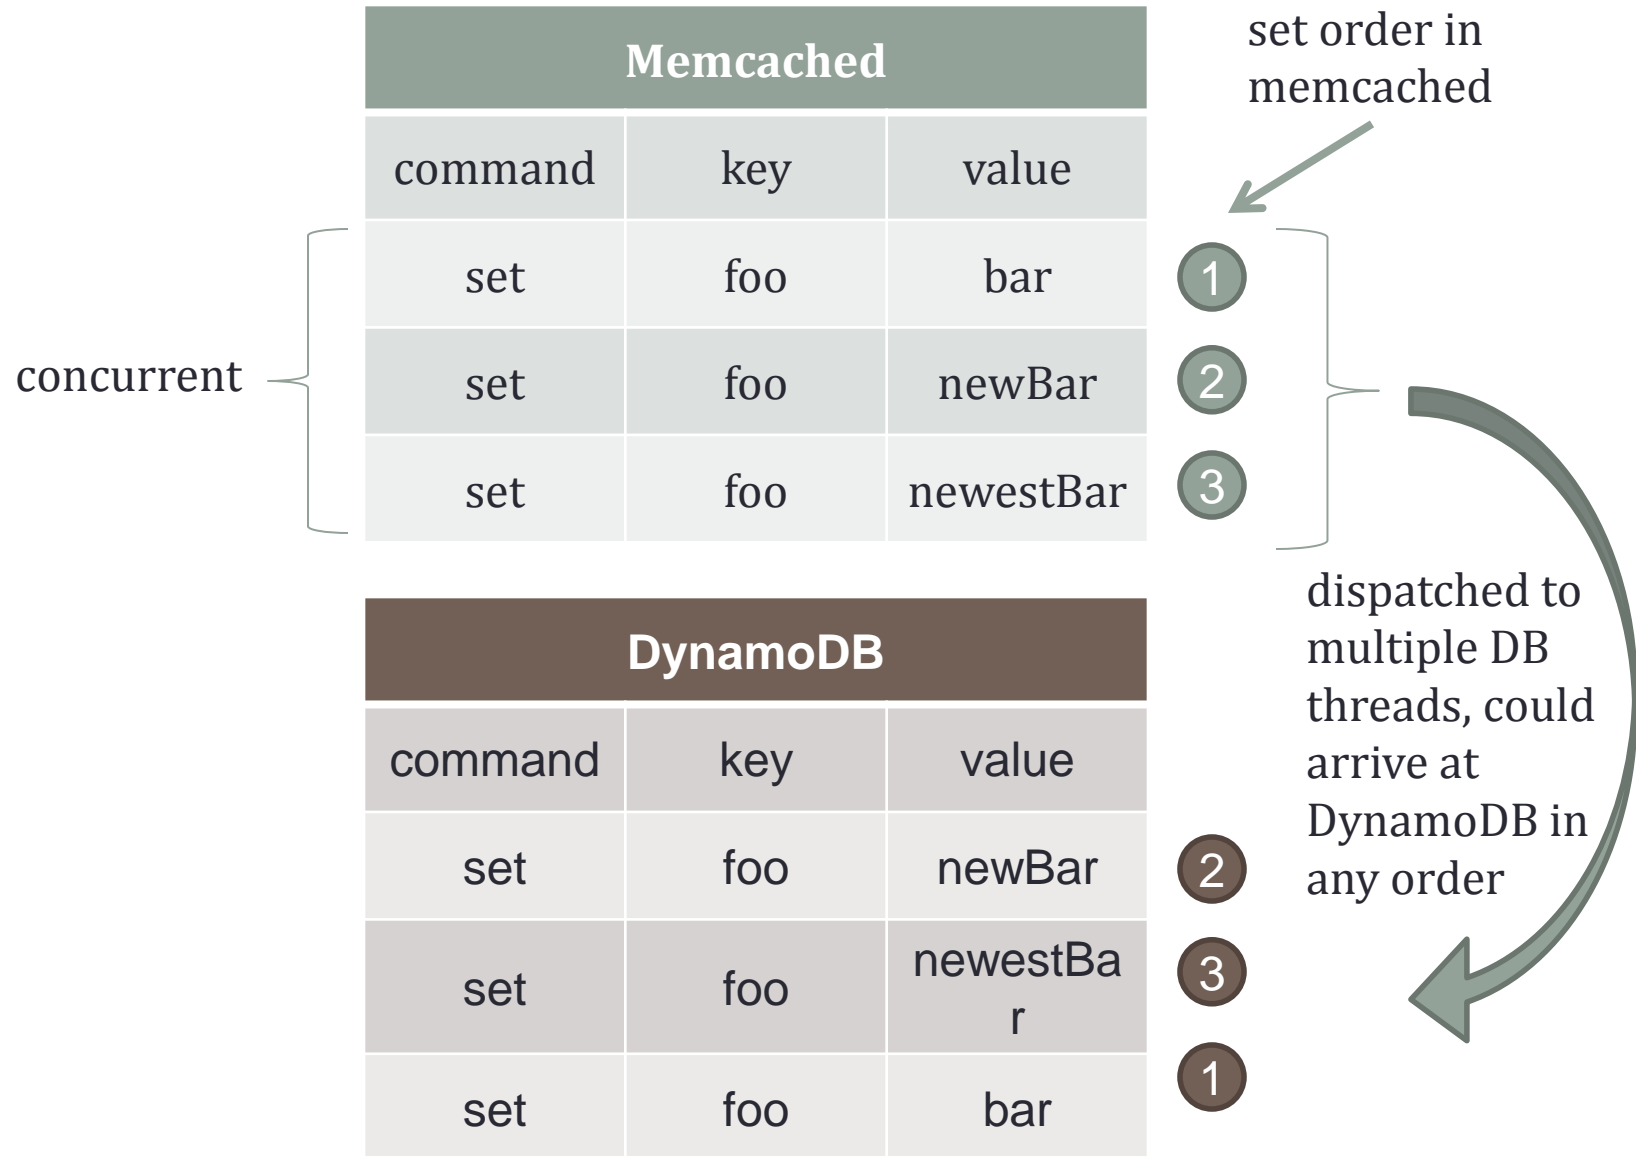 set order in
memcached
Memcached
command key value
set foo bar 1
concurrent
set foo newBar 2
set foo newestBar 3
dispatched to
multiple DB
threads, could
arrive at
DynamoDB in
any order
DynamoDB
command key value
set foo newBar 2
set foo newestBa
r
3
set foo bar 1